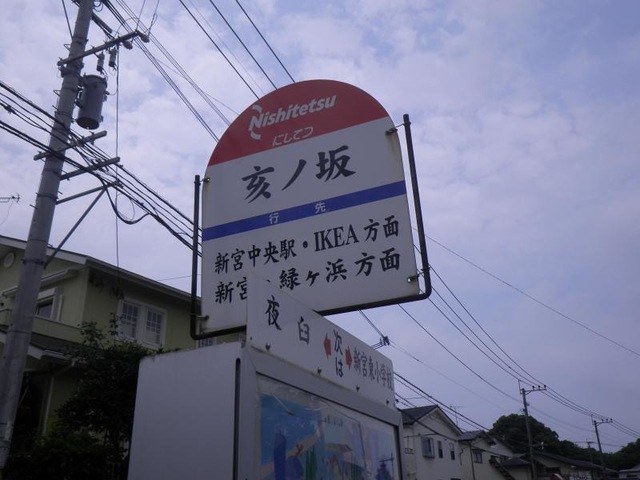 Nishitetsu
にしてつ
亥ノ坂
行先
新宮中央駅・IKEA方面
新宮 緑ヶ浜方面
夜臼 次は 新宮東小学校